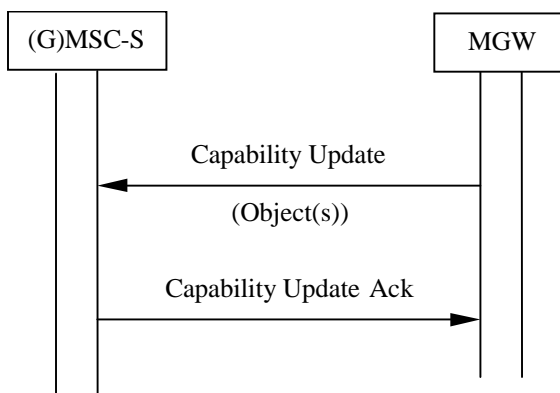 (G)MSC-S
MGW
Capability Update
(Object(s))
Capability Update Ack